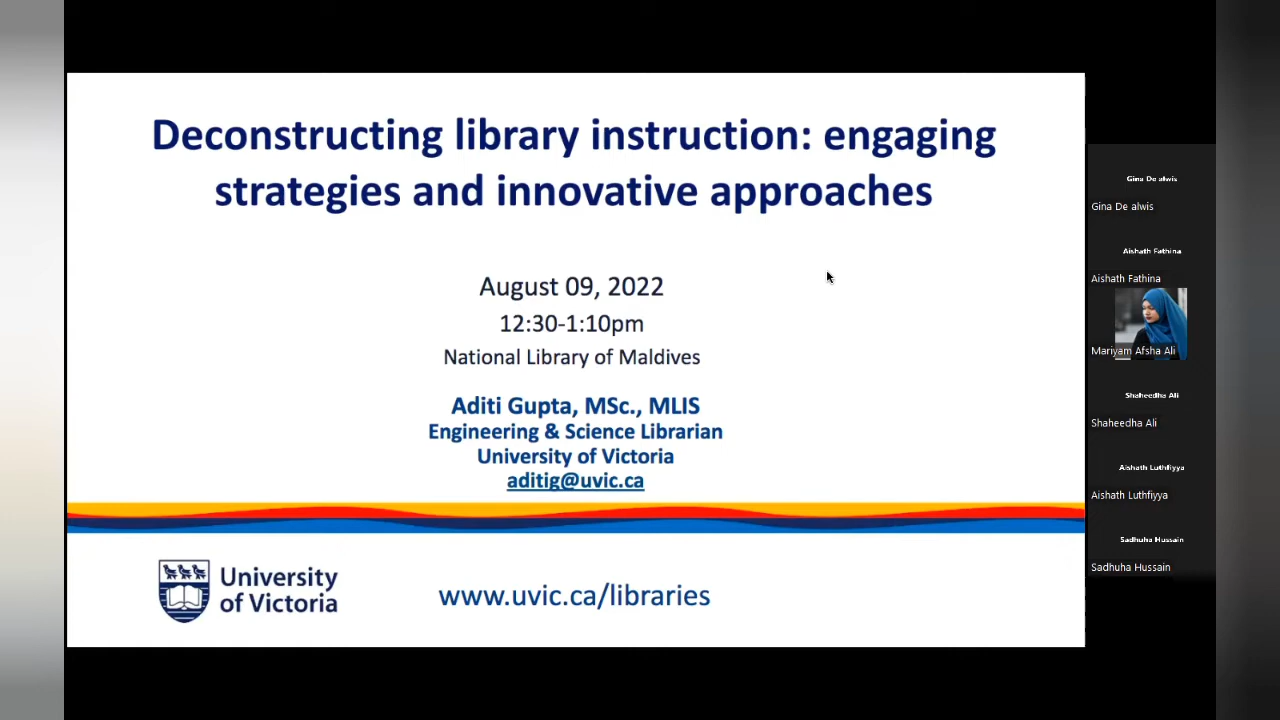 Deconstructing library instruction: engaging
strategies and innovative approaches
August 09, 2022
12:30-1:10pm
National Library of Maldives
Aditi Gupta, MSc., MLIS
Engineering & Science Librarian
University of Victoria
aditig@uvic.ca
University
of Victoria
www.uvic.ca/libraries
Gina De alwis
Gina De alwis
Aishath Fathina
Aishath Fathina
Mariyam Afsha Ali
Shaheedha Ali
Shaheedha Ali
Aishath Luthfiyya
Aishath Luthfiyya
Sadhuha Hussain
Sadhuha Hussain